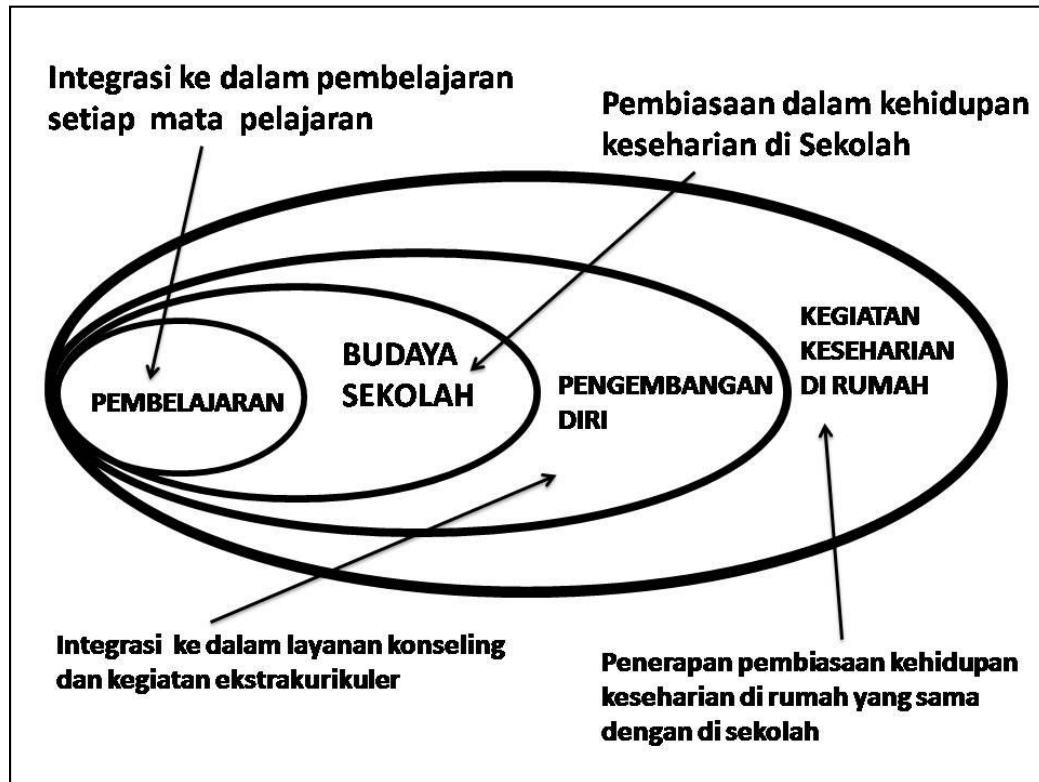 Integrasi ke dalam pembelajaran
setiap mata pelajaran
Pembiasaan dalam kehidupan
keseharian di Sekolah
PEMBELAJARAN
BUDAYA
SEKOLAH
PENGEMBANGAN
DIRI
KEGIATAN
KESEHARIAN
DI RUMAH
Integrasi ke dalam layanan konseling
dan kegiatan ekstrakurikuler
Penerapan pembiasaan kehidupan
keseharian di rumah yang sama
dengan di sekolah